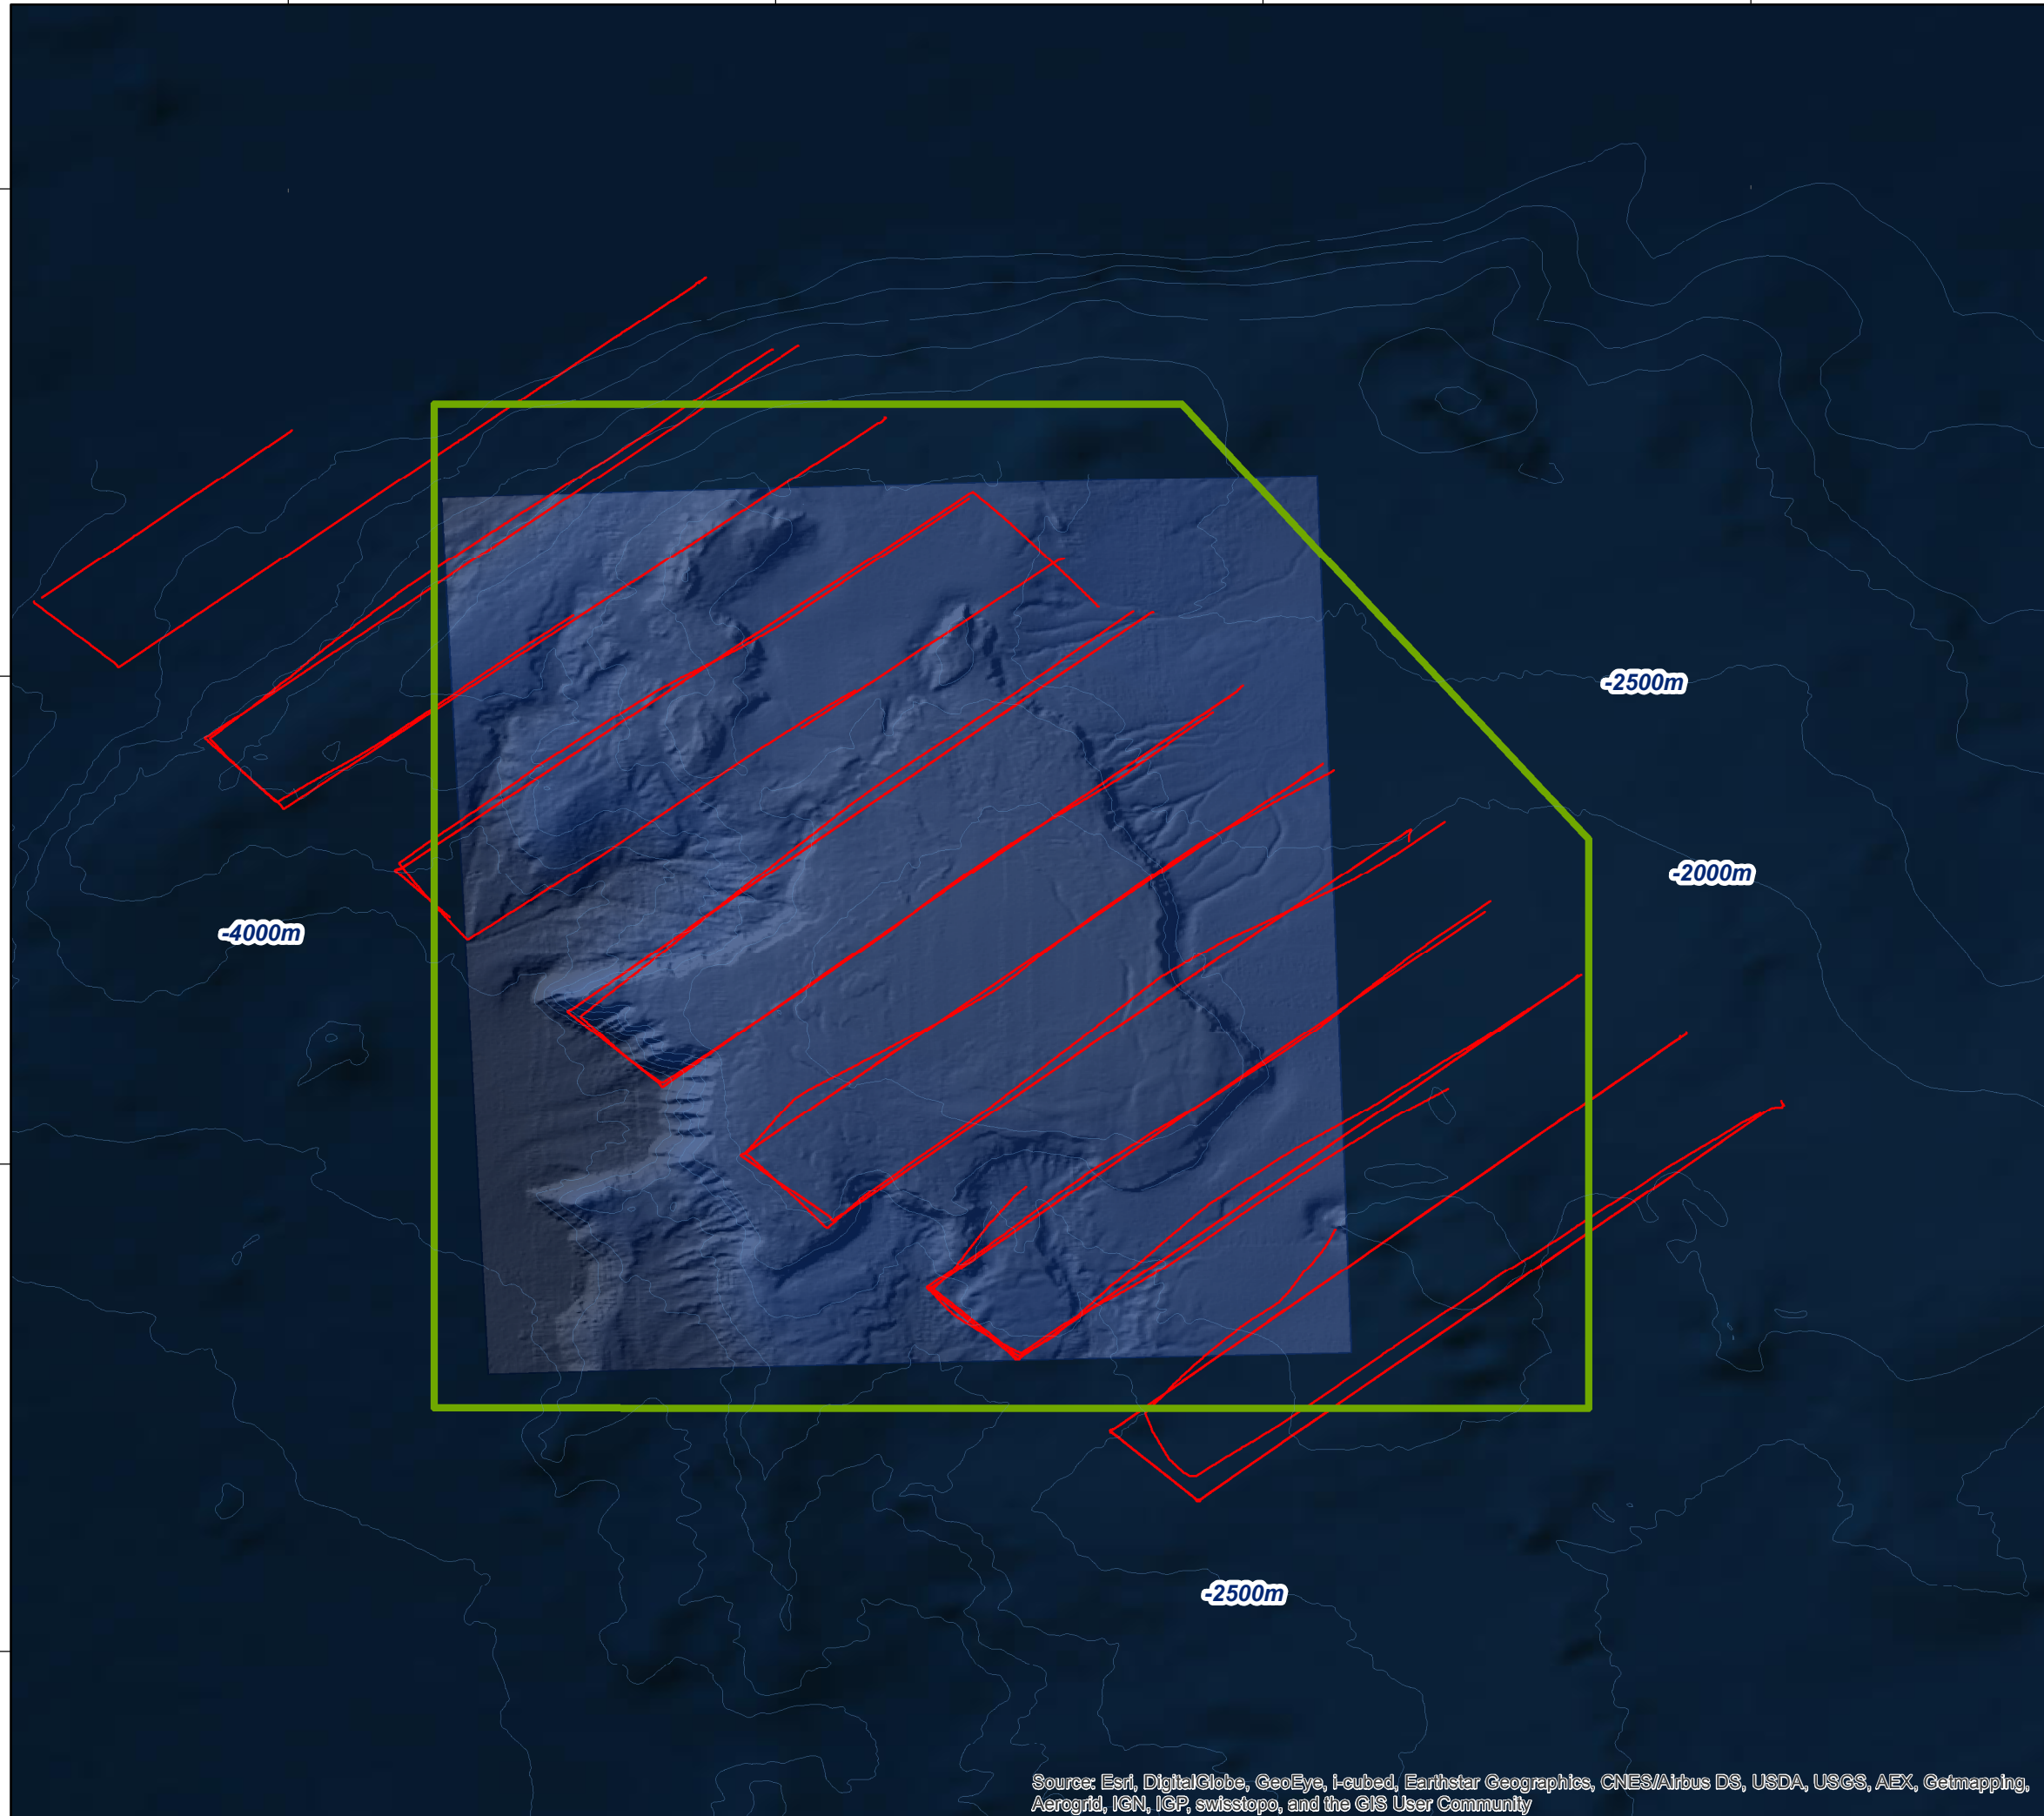 -2500m
-2000m
-4000m
-2500m
Source: Esri, DigitalGlobe, GeoEye, i-cubed, Earthstar Geographics, CNES/Airbus DS, USDA, USGS, AEX, Getmapping,
Aerogrid, IGN, IGP, swisstopo, and the GIS User Community